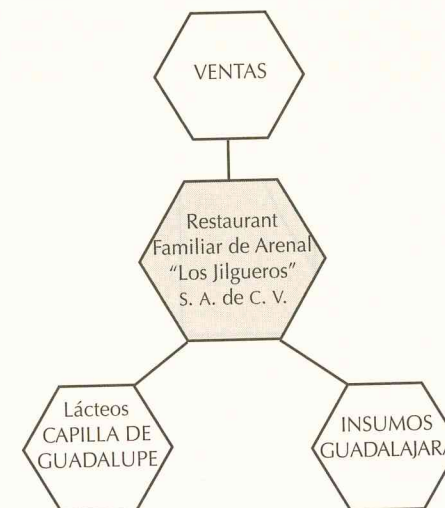 VENTAS
Restaurant
Familiar de Arenal
“Los Jilgueros”
S. A. de C. V.
Lácteos
CAPILLA DE
GUADALUPE
INSUMOS
GUADALAJARA